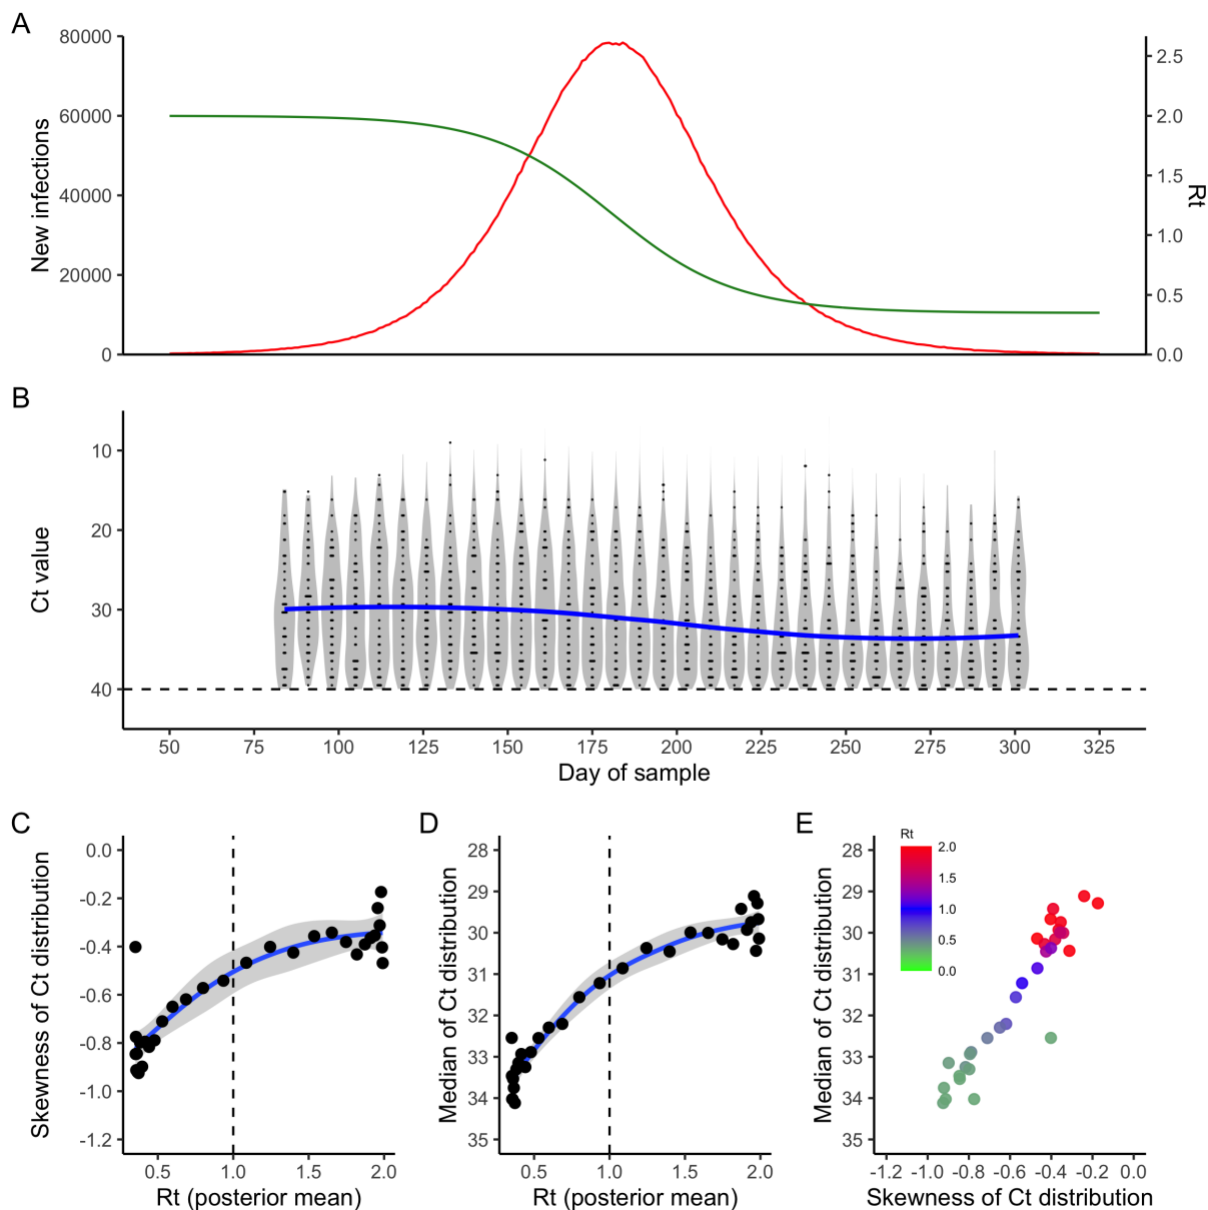 A
80000
60000
40000
20000
0
New infections
2.5
2.0
1.5
1.0
0.5
0.0
Rt
B
10
20
30
40
Ct value
50 75 100 125 150 175 200 225 250 275 300 325
Day of sample
C
0.0
-0.2
-0.4
-0.6
-0.8
-1.0
-1.2
Skewness of Ct distribution
0.5 1.0 1.5 2.0
Rt (posterior mean)
D
28
29
30
31
32
33
34
35
Median of Ct distribution
0.5 1.0 1.5 2.0
Rt (posterior mean)
E
Rt
2.0
1.5
1.0
0.5
0.0
28
29
30
31
32
33
34
35
Median of Ct distribution
-1.2 -1.0 -0.8 -0.6 -0.4 -0.2 0.0
Skewness of Ct distribution